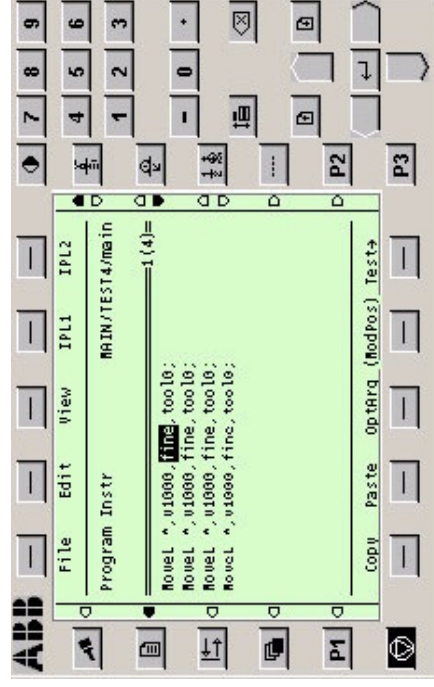 ABB
File Edit View IPL1 IPL2
Program Instr MAIN/TEST4/main
1(4)=
MoveL *,v1000,fine,tool0;
MoveL *,v1000,fine,tool0;
MoveL *,v1000,fine,tool0;
MoveL *,v1000,fine,tool0;
Copy Paste OptArg (ModPos) Test→
P1
P2
P3
7 8 9
4 5 6
1 2 3
- 0 .